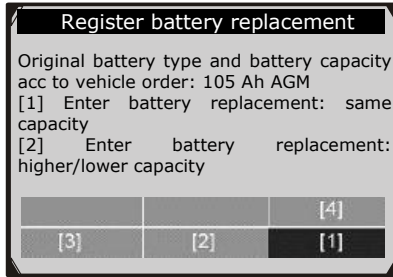 Register battery replacement
Original battery type and battery capacity
acc to vehicle order: 105 Ah AGM
[1] Enter battery replacement: same
capacity
[2] Enter battery replacement:
higher/lower capacity
[4]
[3] [2] [1]